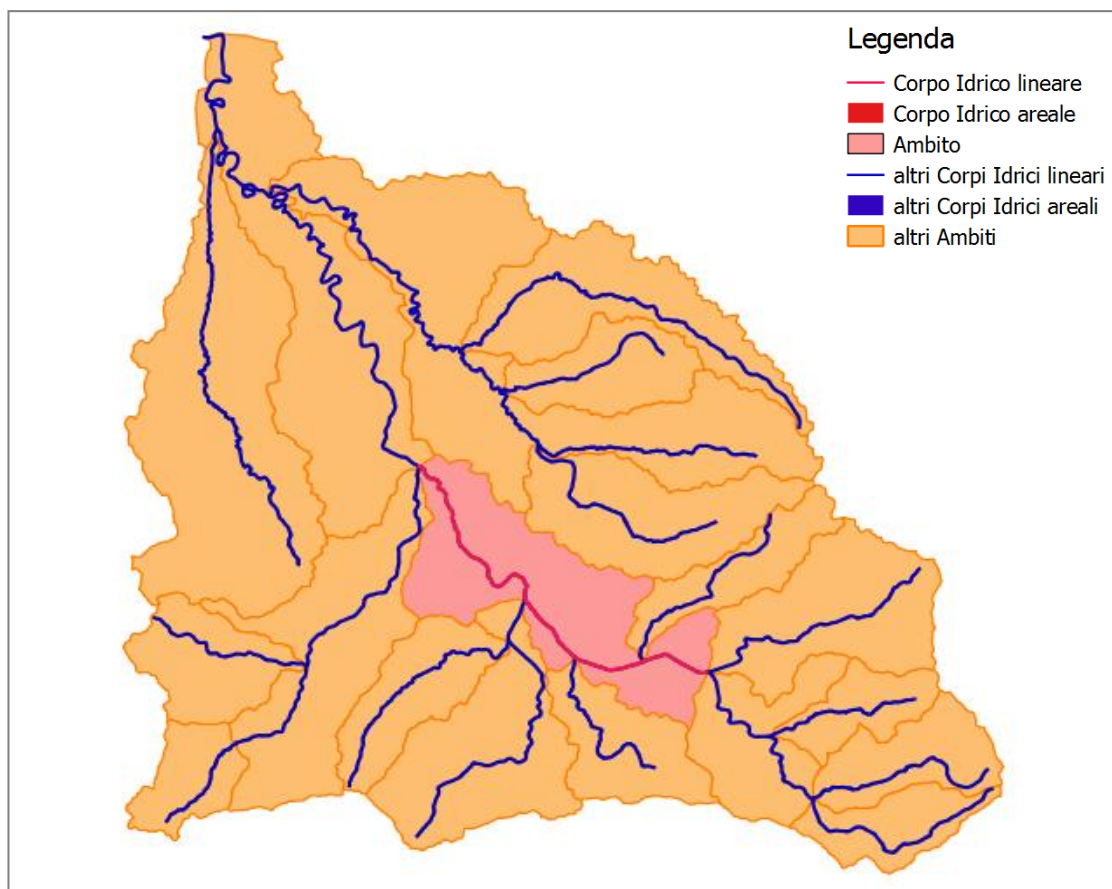 Legenda
Corpo Idrico lineare
Corpo Idrico areale
Ambito
altri Corpi Idrici lineari
altri Corpi Idrici areali
altri Ambiti